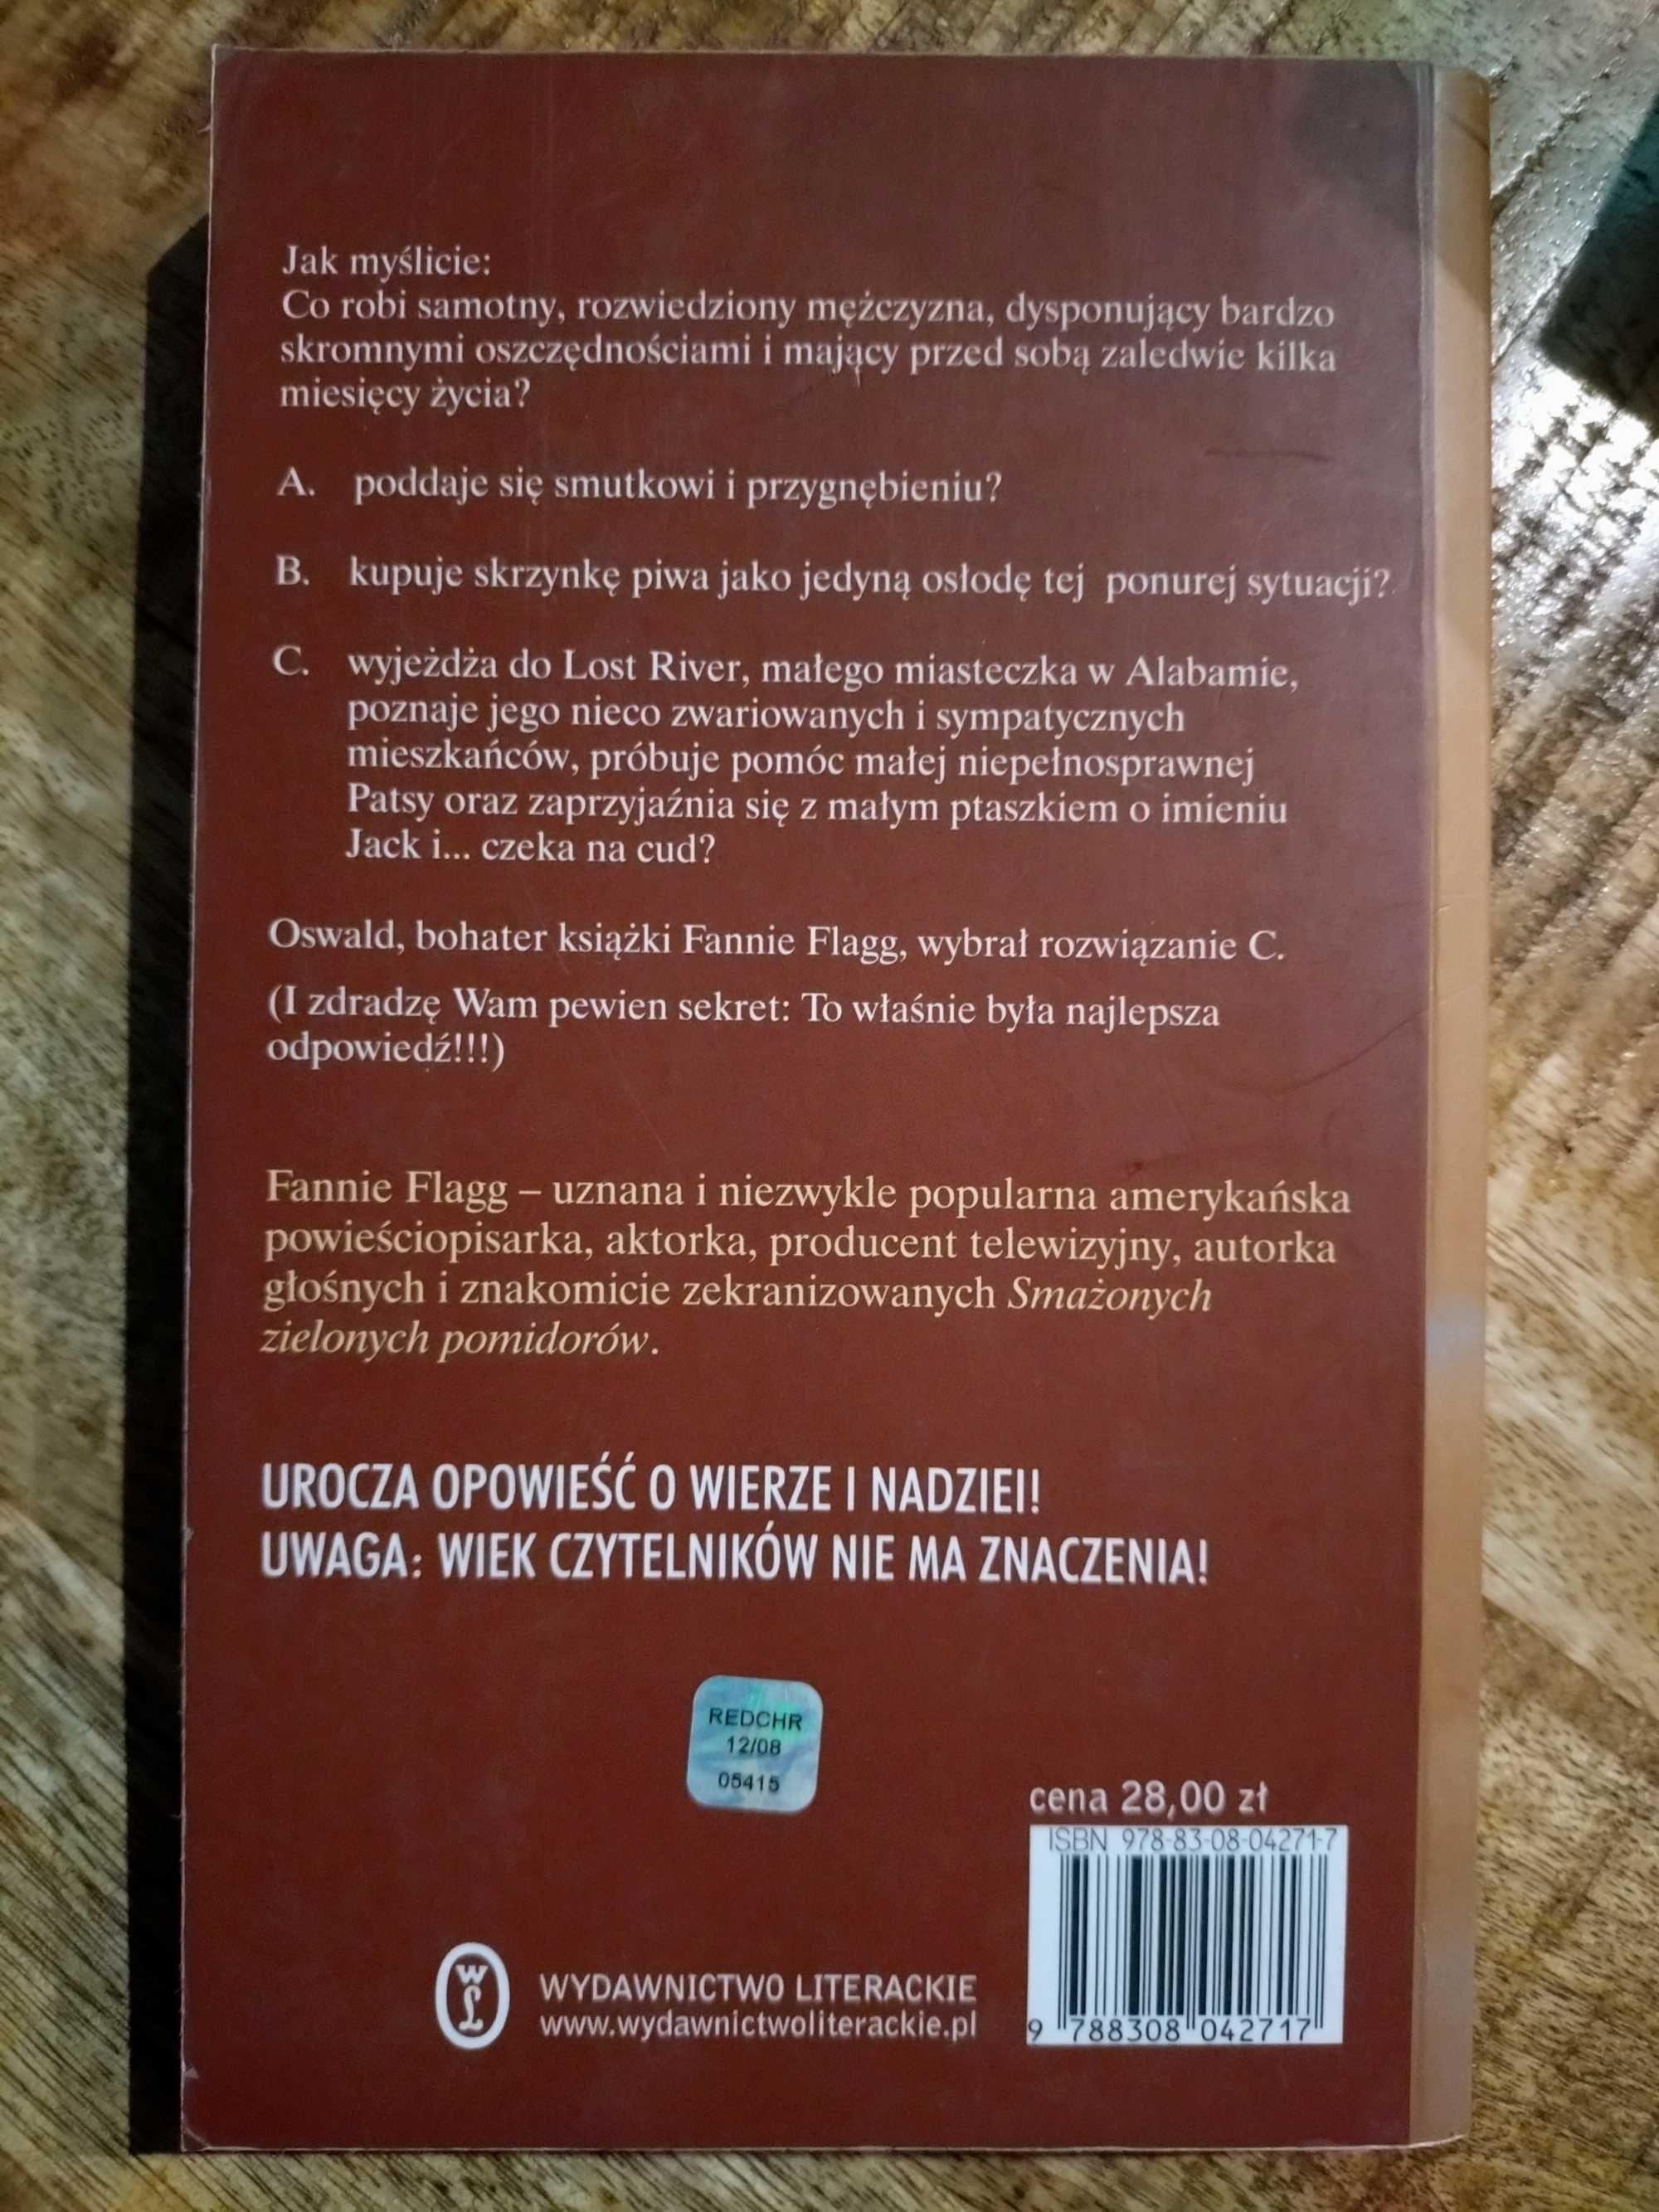 Jak myślicie:
Co robi samotny, rozwiedziony mężczyzna, dysponujący bardzo
skromnymi oszczędnościami i mający przed sobą zaledwie kilka
miesięcy życia?
A. poddaje się smutkowi i przygnębieniu?
B. kupuje skrzynkę piwa jako jedyną osłodę tej ponurej sytuacji?
C. wyjeżdża do Lost River, małego miasteczka w Alabamie,
poznaje jego nieco zwariowanych i sympatycznych
mieszkańców, próbuje pomóc małej niepełnosprawnej
Patsy oraz zaprzyjaźnia się z małym ptaszkiem o imieniu
Jack i... czeka na cud?
Oswald, bohater książki Fannie Flagg, wybrał rozwiązanie C.
(I zdradzę Wam pewien sekret: To właśnie była najlepsza
odpowiedź!!!)
Fannie Flagg – uznana i niezwykle popularna amerykańska
powieściopisarka, aktorka, producent telewizyjny, autorka
głośnych i znakomicie zekranizowanych Smażonych
zielonych pomidorów.
UROCZA OPOWIEŚĆ O WIERZE I NADZIEI!
UWAGA: WIEK CZYTELNIKÓW NIE MA ZNACZENIA!
REDCHR
12/08
05415
cena 28,00 zł
ISBN 978-83-08-04271-7
9 788308 042717
WL
WYDAWNICTWO LITERACKIE
www.wydawnictwoliterackie.pl